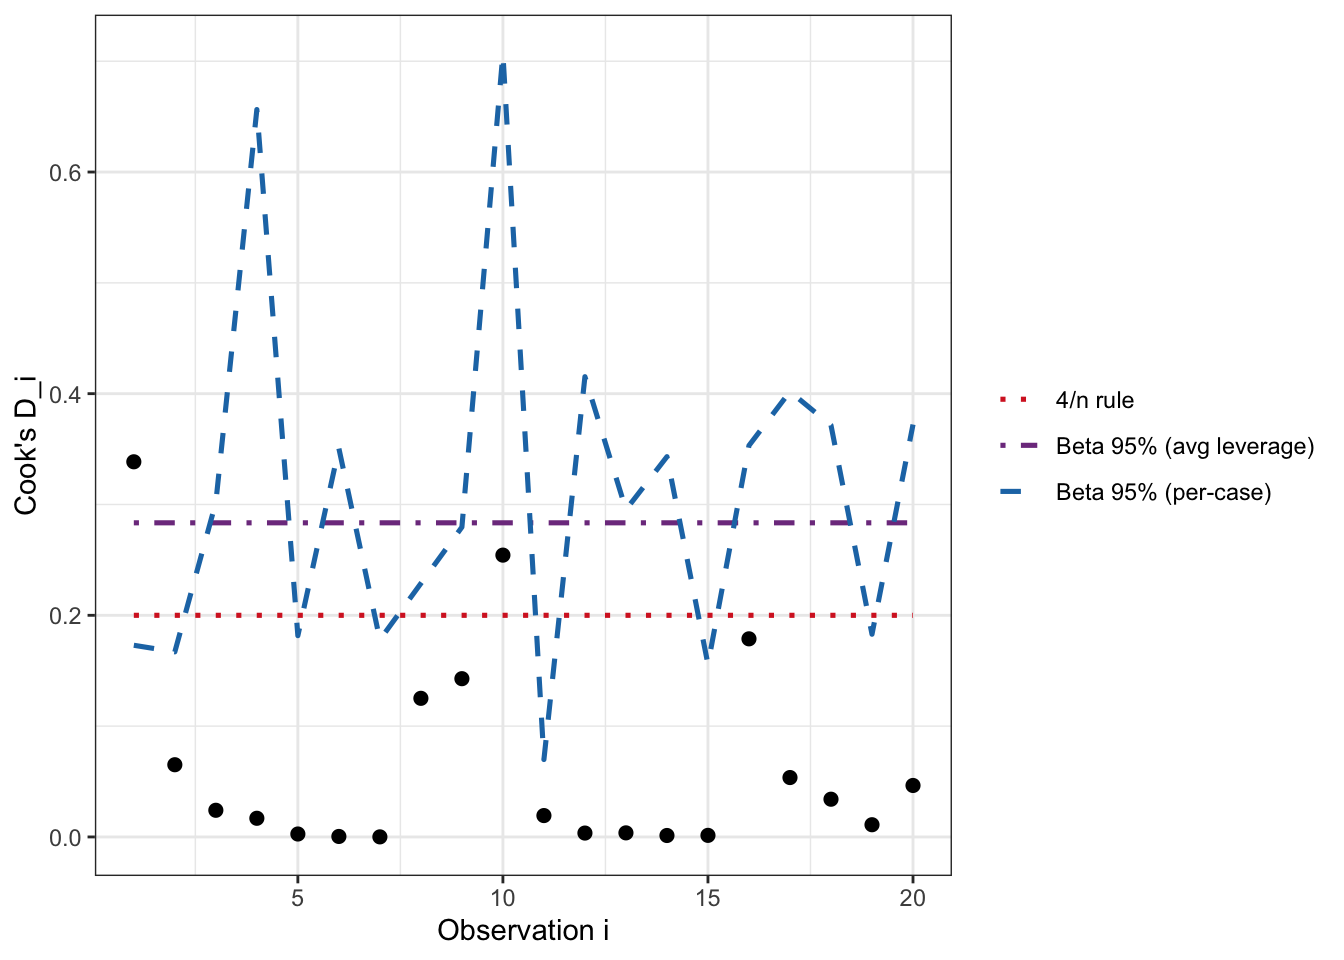 Cook's D_i
0.6
0.4
0.2
0.0
5 10 15 20
Observation i
4/n rule
Beta 95% (avg leverage)
Beta 95% (per-case)